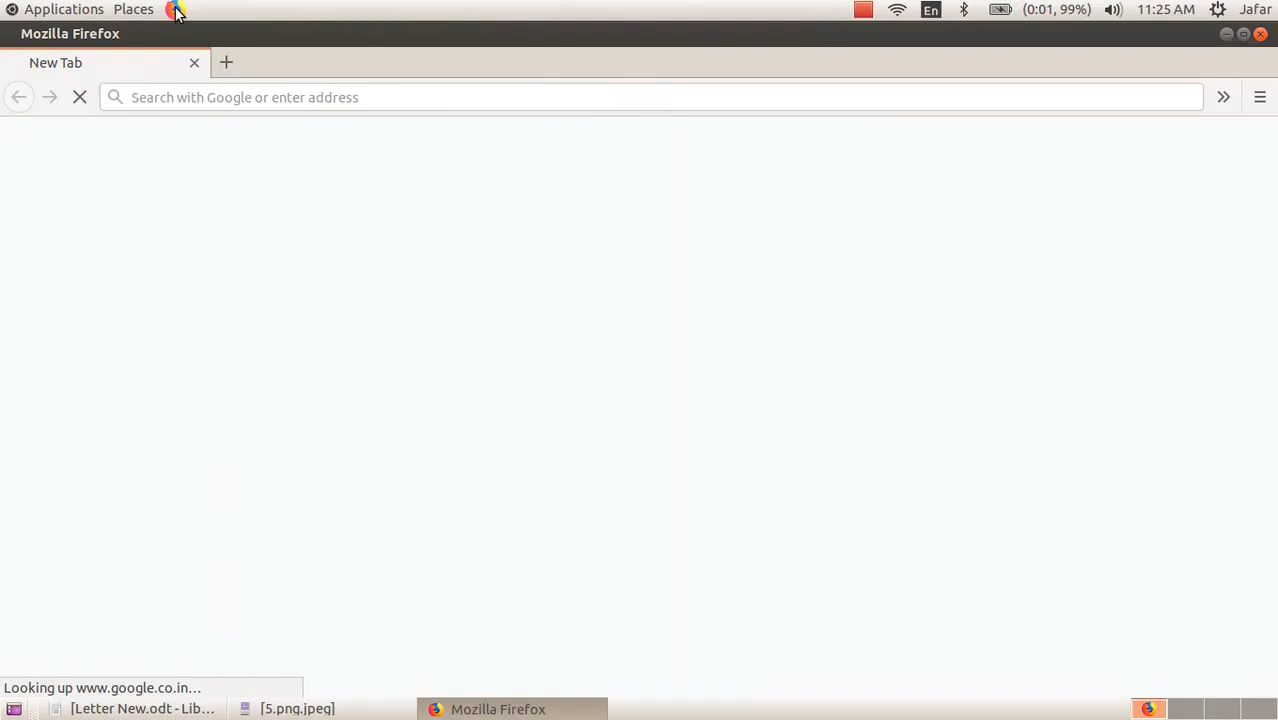 Applications Places En (0:01, 99%) 11:25 AM Jafar
Mozilla Firefox
New Tab
Search with Google or enter address
Looking up www.google.co.in...
[Letter New.odt - Lib... [5.png.jpeg] Mozilla Firefox